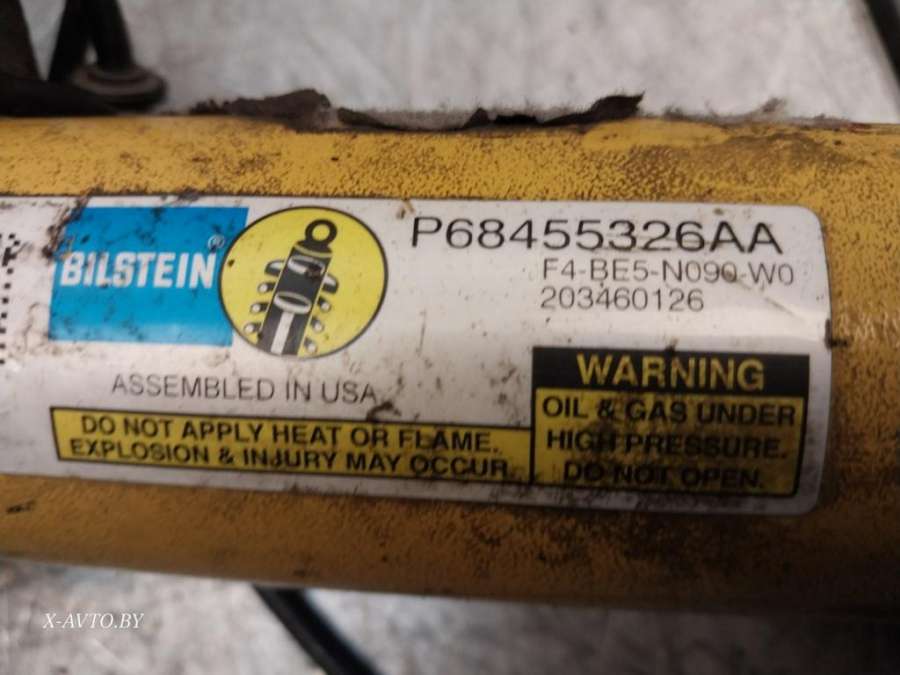 BILSTEIN®
P68455326AA
F4-BE5-N090-W0
203460126
ASSEMBLED IN USA
DO NOT APPLY HEAT OR FLAME.
EXPLOSION & INJURY MAY OCCUR.
WARNING
OIL & GAS UNDER
HIGH PRESSURE.
DO NOT OPEN.
X-AVTO.BY